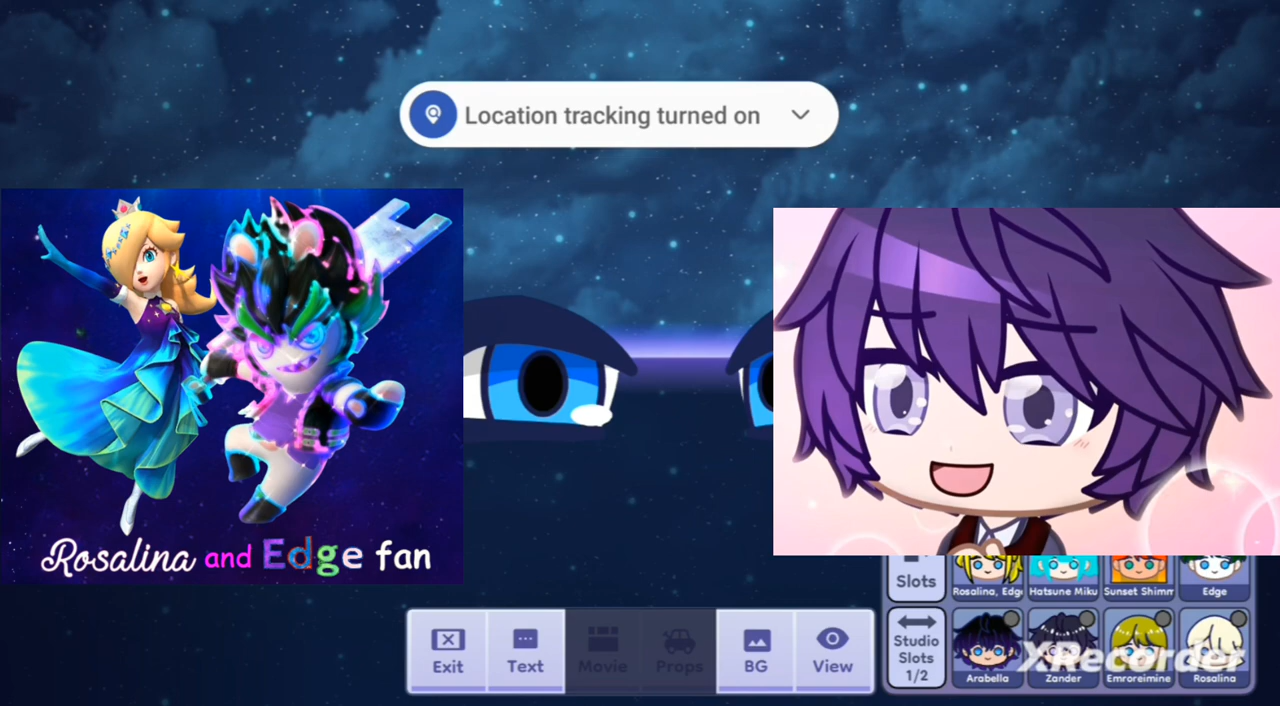 Location tracking turned on
Rosalina and Edge fan
Slots
Rosalina, Edg
Hatsune Miku
Sunset Shimm
Edge
Exit
Text
Movie
Props
BG
View
Studio
Slots
1/2
Arabella
Zander
Emroreimine
Rosalina
XRecorder